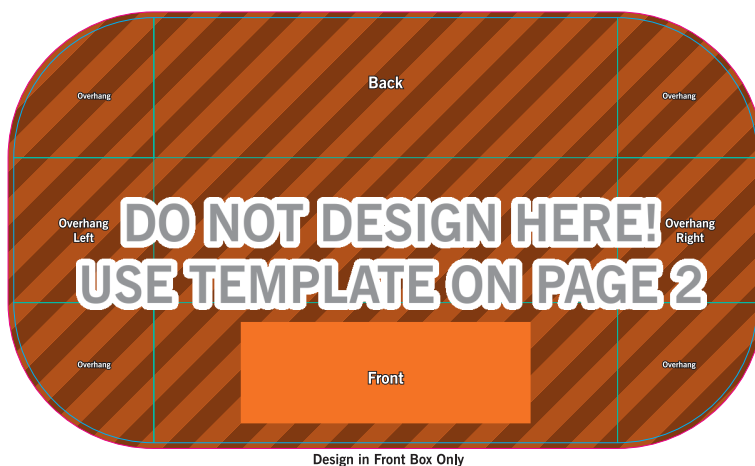 Back
Overhang
Overhang
DO NOT DESIGN HERE!
USE TEMPLATE ON PAGE 2
Overhang
Left
Overhang
Right
Overhang
Front
Overhang
Design in Front Box Only